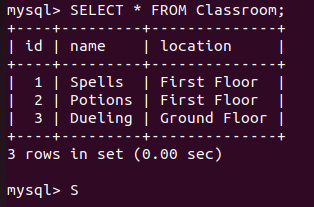 mysql> SELECT * FROM Classroom;
+----+---------+--------------+
| id | name    | location     |
+----+---------+--------------+
|  1 | Spells  | First Floor  |
|  2 | Potions | First Floor  |
|  3 | Dueling | Ground Floor |
+----+---------+--------------+
3 rows in set (0.00 sec)
mysql> S